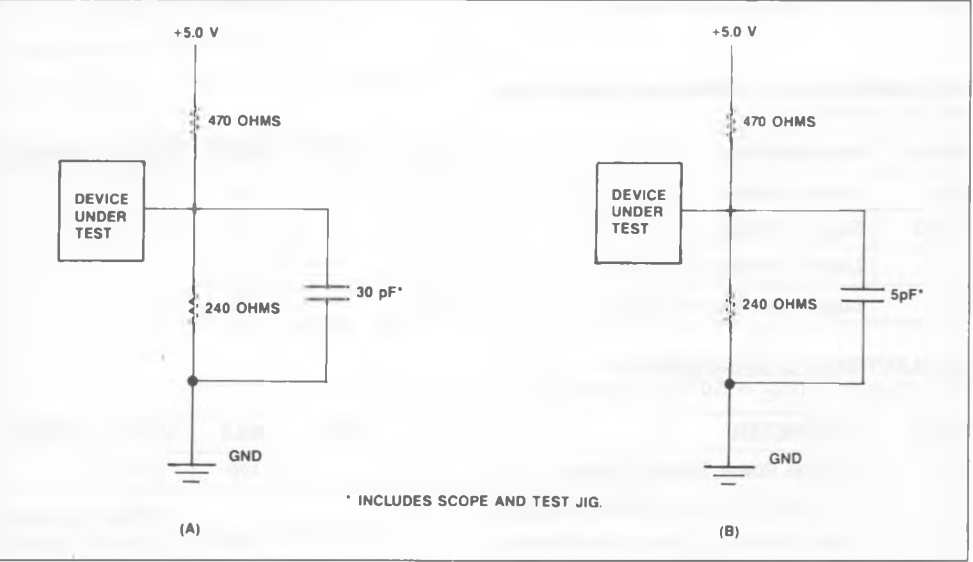 +5.0 V
470 OHMS
DEVICE
UNDER
TEST
30 pF*
240 OHMS
GND
(A)
+5.0 V
470 OHMS
DEVICE
UNDER
TEST
5pF*
240 OHMS
GND
(B)
* INCLUDES SCOPE AND TEST JIG.